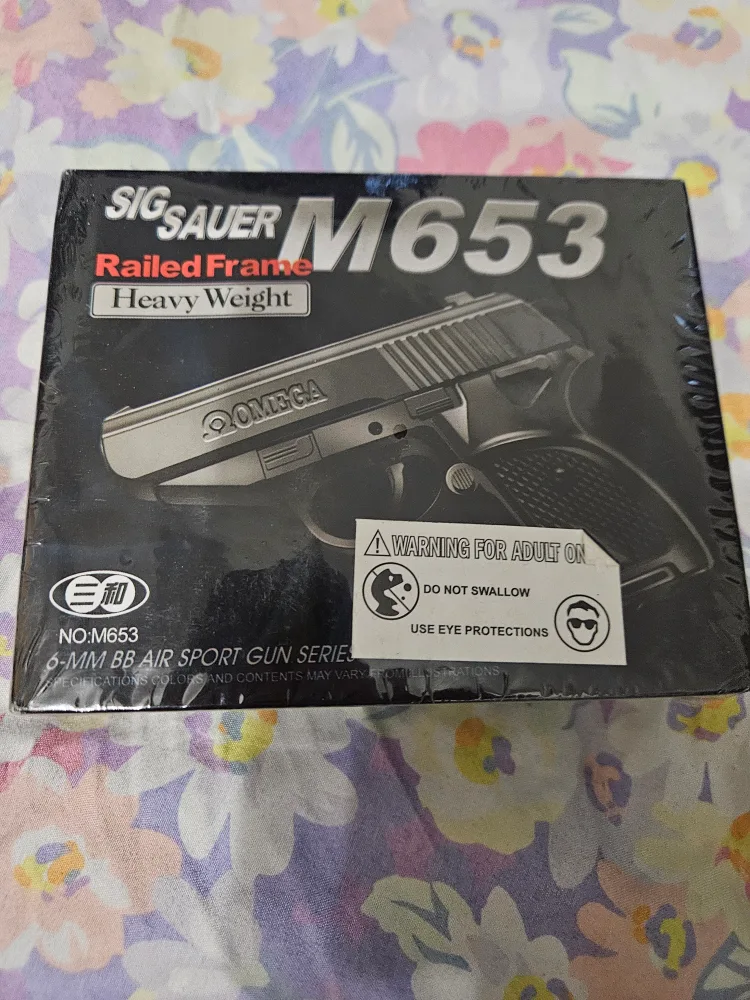 SIG SAUER M653
Railed Frame
Heavy Weight
OMEGA
WARNING FOR ADULT ON
DO NOT SWALLOW
USE EYE PROTECTIONS
三和
NO:M653
6-MM BB AIR SPORT GUN SERIES
SPECIFICATIONS COLORS AND CONTENTS MAY VARY FROM ILLUSTRATIONS